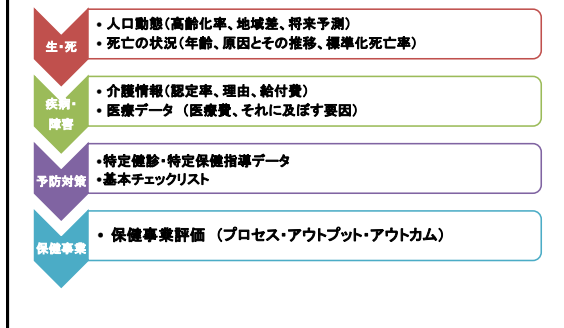 生・死
• 人口動態（高齢化率、地域差、将来予測）
• 死亡の状況（年齢、原因とその推移、標準化死亡率）
疾病・
障害
• 介護情報（認定率、理由、給付費）
• 医療データ （医療費、それに及ぼす要因）
予防対策
•特定健診・特定保健指導データ
•基本チェックリスト
保健事業
• 保健事業評価 （プロセス・アウトプット・アウトカム）